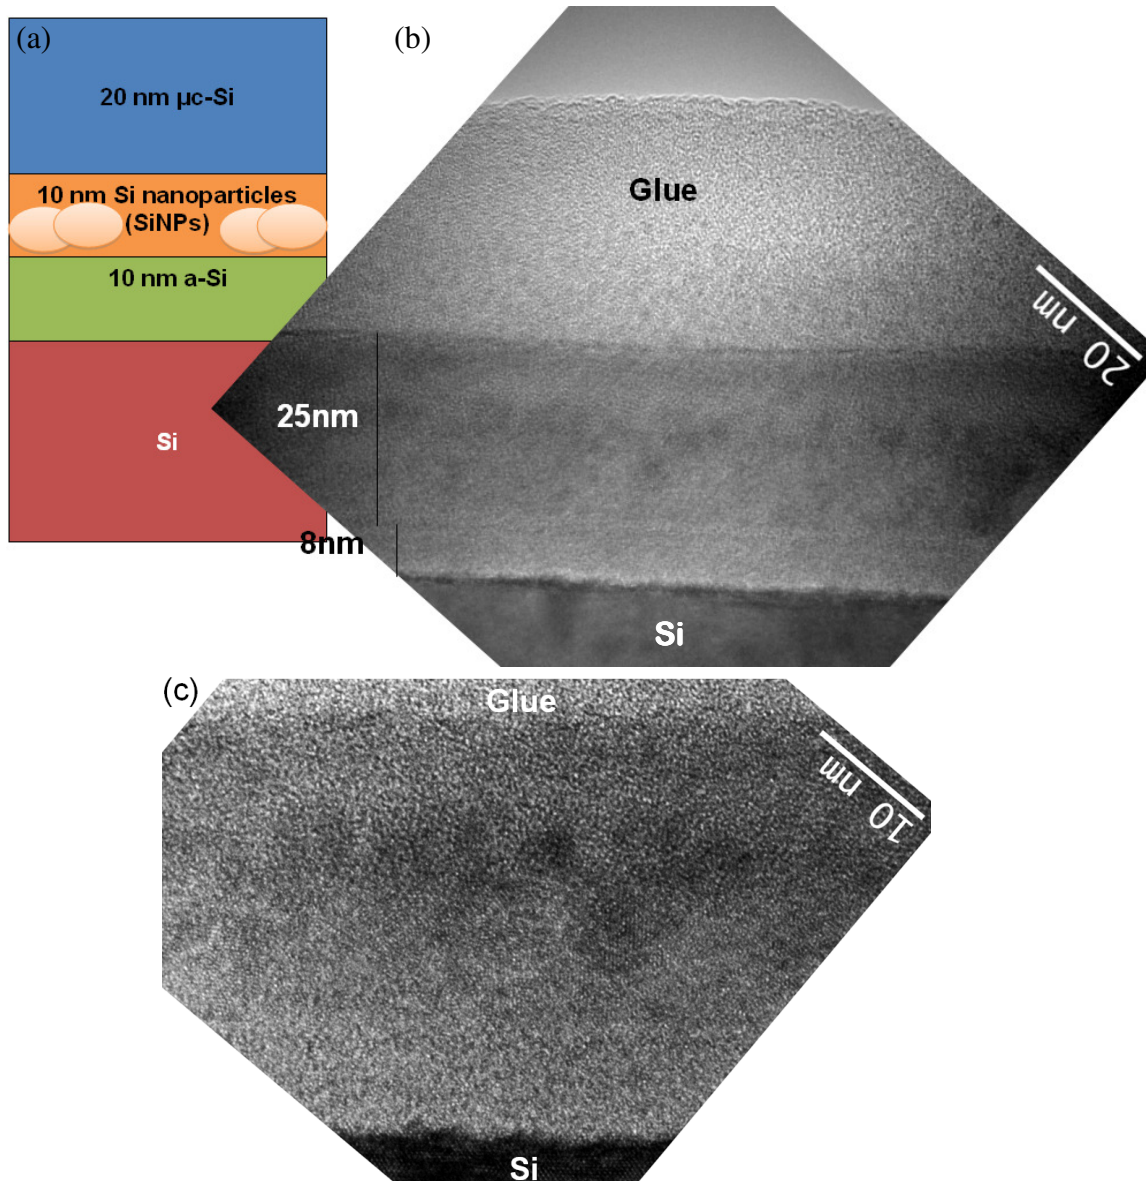 (a)
20 nm µc-Si
10 nm Si nanoparticles
(SiNPs)
10 nm a-Si
Si
(b)
Glue
20 nm
25nm
8nm
Si
(c)
Glue
10 nm
Si